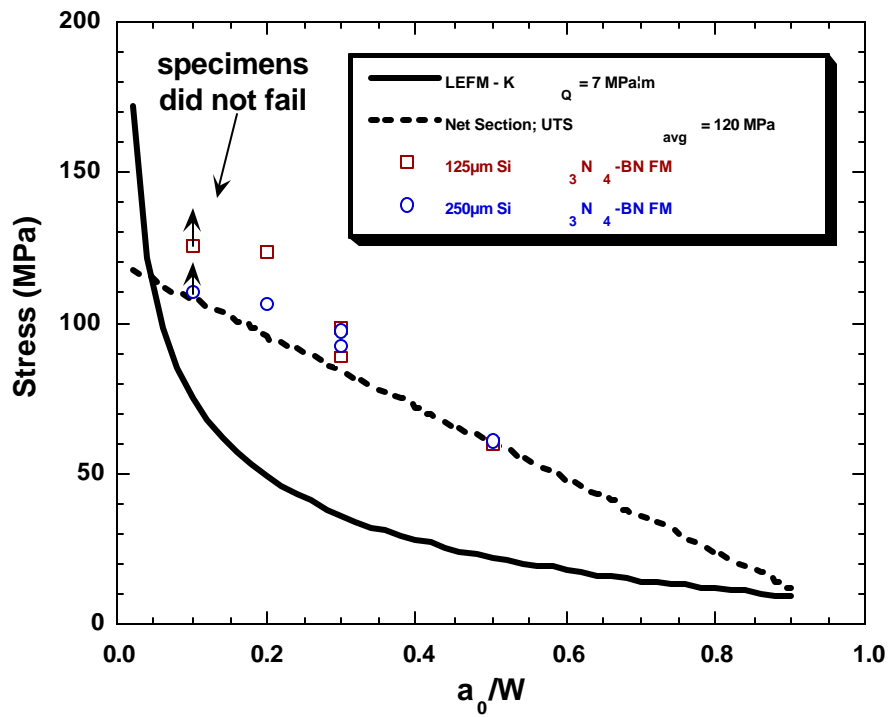 200
150
100
50
0
Stress (MPa)
specimens
did not fail
LEFM - K Q = 7 MPa¦m
Net Section; UTS avg = 120 MPa
125µm Si 3 N 4 -BN FM
250µm Si 3 N 4 -BN FM
0.0 0.2 0.4 0.6 0.8 1.0
a0/W